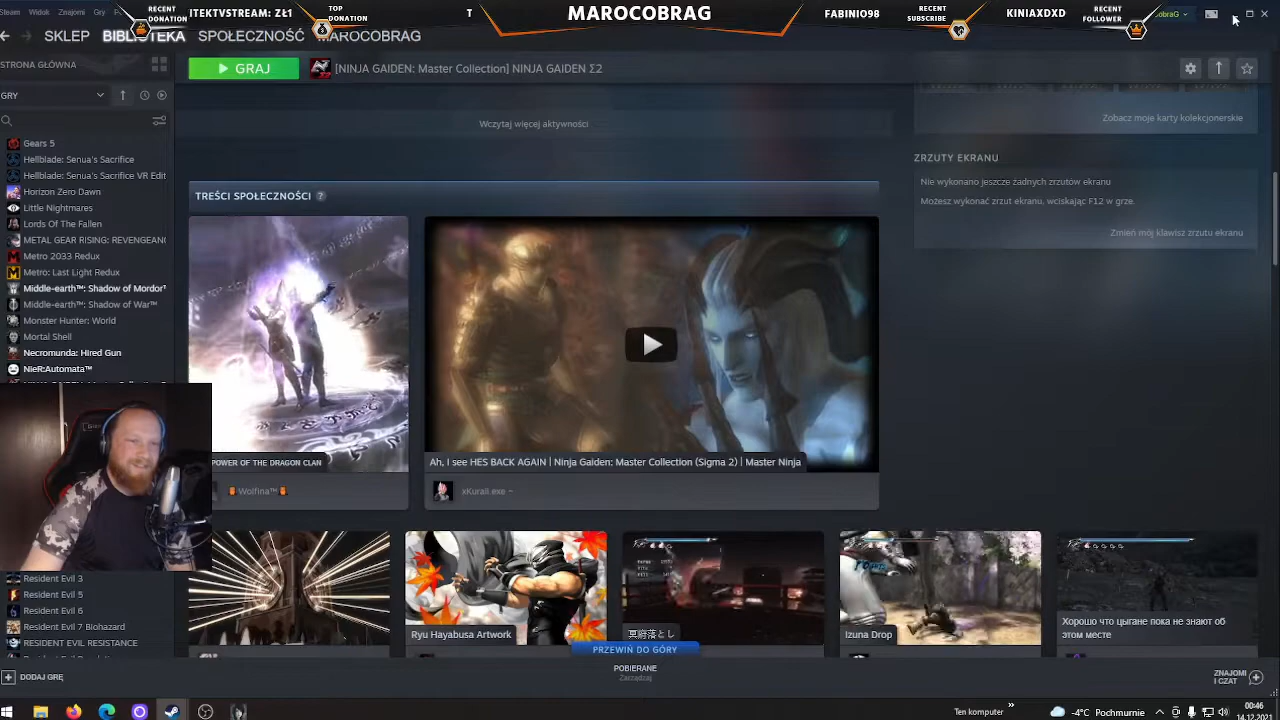 Steam Widok Znajomi Gry
RECENT DONATION
ITEKTVSTREAM: ZŁ1
TOP DONATION
T
MAROCOBRAG
FABINIO98
RECENT SUBSCRIBE
KINIAXDXD
RECENT FOLLOWER
cobraG
SKLEP BIBLIOTEKA SPOŁECZNOŚĆ MAROCOBRAG
STRONA GŁÓWNA
GRAJ
[NINJA GAIDEN: Master Collection] NINJA GAIDEN Σ2
GRY
Gears 5
Hellblade: Senua's Sacrifice
Hellblade: Senua's Sacrifice VR Edit
Horizon Zero Dawn
Little Nightmares
Lords Of The Fallen
METAL GEAR RISING: REVENGEANC
Metro 2033 Redux
Metro: Last Light Redux
Middle-earth™: Shadow of Mordor™
Middle-earth™: Shadow of War™
Monster Hunter: World
Mortal Shell
Necromunda: Hired Gun
NieR:Automata™
Resident Evil 3
Resident Evil 5
Resident Evil 6
Resident Evil 7 Biohazard
RESIDENT EVIL RESISTANCE
DODAJ GRĘ
Wczytaj więcej aktywności
TREŚCI SPOŁECZNOŚCI ?
POWER OF THE DRAGON CLAN
Wolfina™
Ah, I see HES BACK AGAIN | Ninja Gaiden: Master Collection (Sigma 2) | Master Ninja
xKurali.exe ~
Ryu Hayabusa Artwork
Izuna Drop
Хорошо что цыгане пока не знают об
этом месте
PRZEWIŃ DO GÓRY
Zobacz moje karty kolekcjonerskie
ZRZUTY EKRANU
Nie wykonano jeszcze żadnych zrzutów ekranu
Możesz wykonać zrzut ekranu, wciskając F12 w grze.
Zmień mój klawisz zrzutu ekranu
POBIERANE
Zarządzaj
ZNAJOMI
I CZAT
Ten komputer
-4°C Pochmurnie
00:46
14.12.20